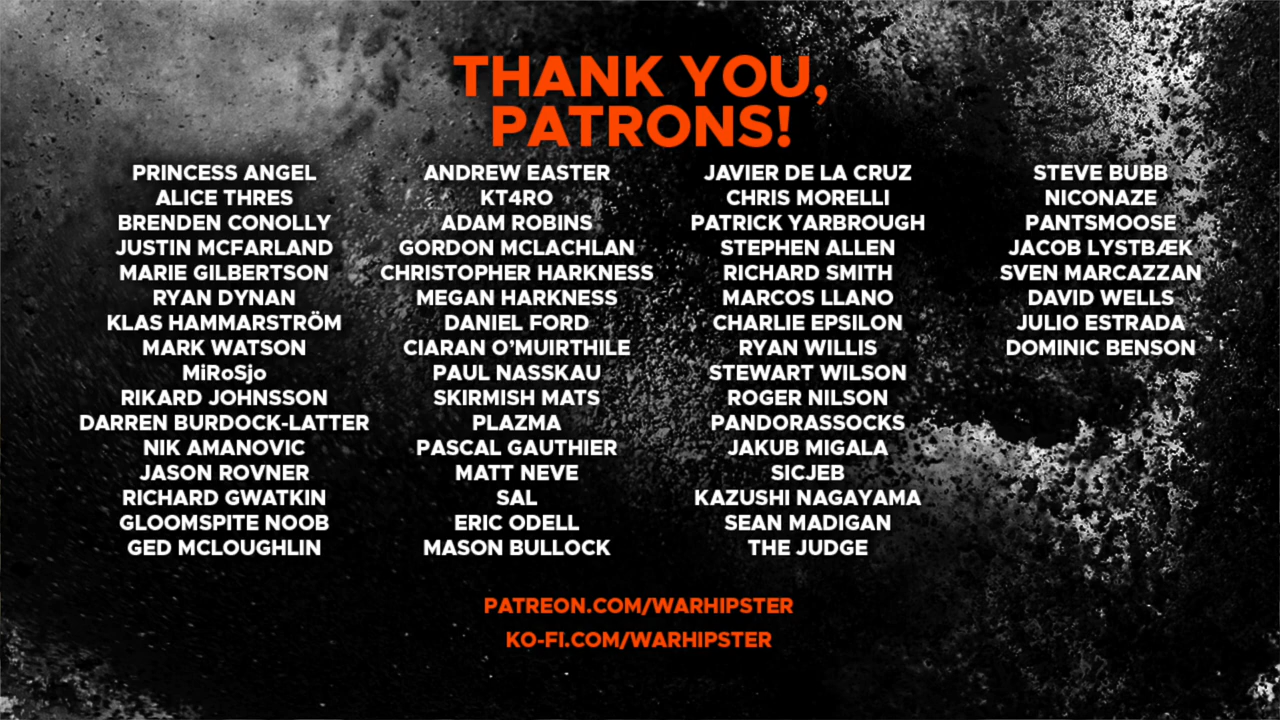 THANK YOU,
PATRONS!
PRINCESS ANGEL
ALICE THRES
BRENDEN CONOLLY
JUSTIN MCFARLAND
MARIE GILBERTSON
RYAN DYNAN
KLAS HAMMARSTRÖM
MARK WATSON
MiRoSjo
RIKARD JOHNSSON
DARREN BURDOCK-LATTER
NIK AMANOVIC
JASON ROVNER
RICHARD GWATKIN
GLOOMSPITE NOOB
GED MCLOUGHLIN
ANDREW EASTER
KT4RO
ADAM ROBINS
GORDON MCLACHLAN
CHRISTOPHER HARKNESS
MEGAN HARKNESS
DANIEL FORD
CIARAN O’MUIRTHILE
PAUL NASSKAU
SKIRMISH MATS
PLAZMA
PASCAL GAUTHIER
MATT NEVE
SAL
ERIC ODELL
MASON BULLOCK
JAVIER DE LA CRUZ
CHRIS MORELLI
PATRICK YARBROUGH
STEPHEN ALLEN
RICHARD SMITH
MARCOS LLANO
CHARLIE EPSILON
RYAN WILLIS
STEWART WILSON
ROGER NILSON
PANDORASSOCKS
JAKUB MIGALA
SICJEB
KAZUSHI NAGAYAMA
SEAN MADIGAN
THE JUDGE
STEVE BUBB
NICONAZE
PANTSMOOSE
JACOB LYSTBÆK
SVEN MARCAZZAN
DAVID WELLS
JULIO ESTRADA
DOMINIC BENSON
PATREON.COM/WARHIPSTER
KO-FI.COM/WARHIPSTER